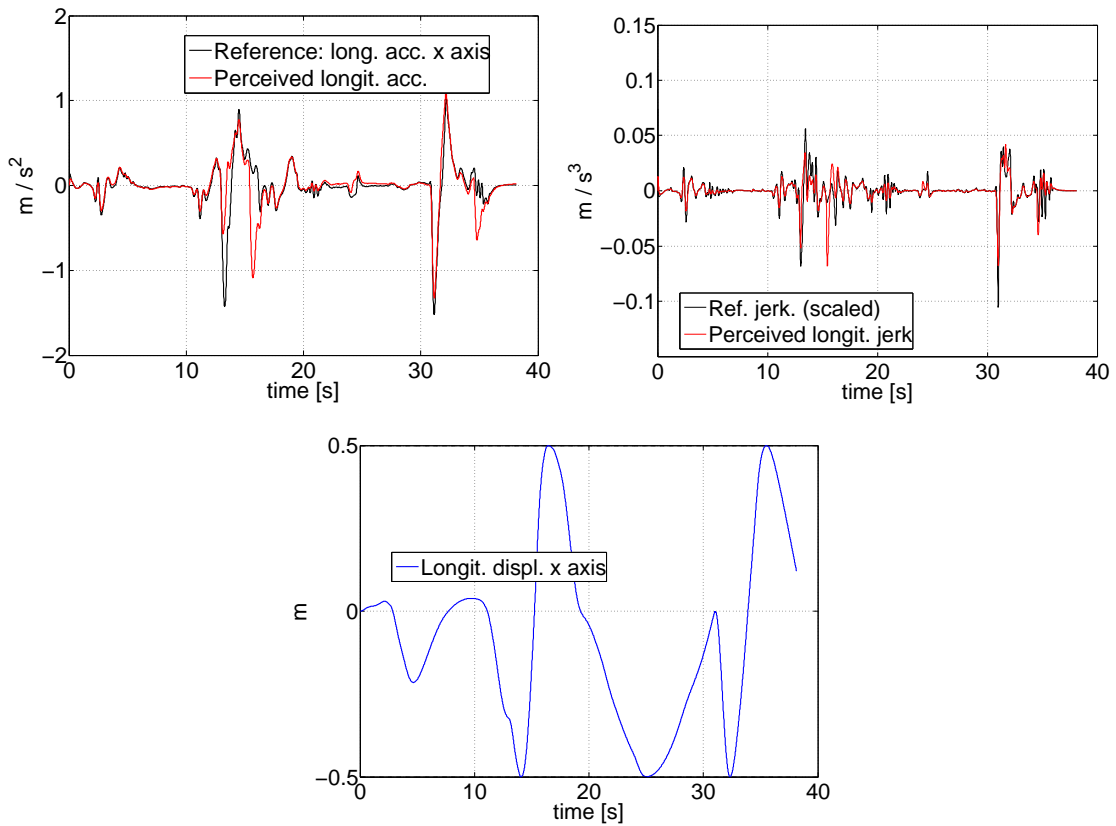 2
1
0
−1
−2
m / s2
Reference: long. acc. x axis
Perceived longit. acc.
0
10
20
30
40
time [s]
0.15
0.1
0.05
0
−0.05
−0.1
m / s3
Ref. jerk. (scaled)
Perceived longit. jerk
0
10
20
30
40
time [s]
0.5
0
−0.5
m
Longit. displ. x axis
0
10
20
30
40
time [s]